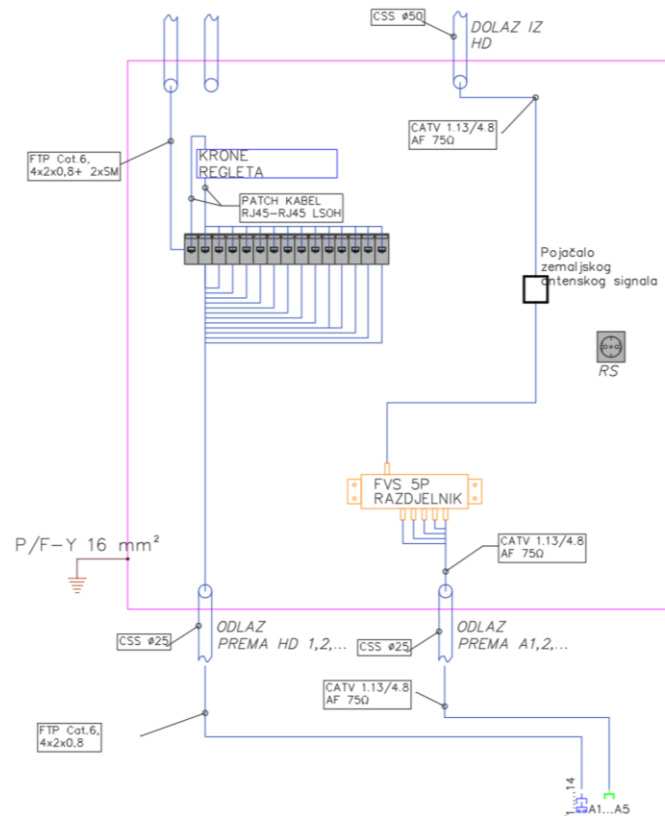 CSS ø50
DOLAZ IZ
HD
FTP Cat.6,
4x2x0,8+ 2xSM
KRONE
REGLETA
PATCH KABEL
RJ45-RJ45 LSOH
CATV 1.13/4.8
AF 75Ω
Pojačalo
zemaljskog
antenskog signala
RS
FVS 5P
RAZDJELNIK
P/F-Y 16 mm²
CATV 1.13/4.8
AF 75Ω
CSS ø25
ODLAZ
PREMA HD 1,2,...
CSS ø25
ODLAZ
PREMA A1,2,...
CATV 1.13/4.8
AF 75Ω
FTP Cat.6,
4x2x0,8
1...14
A1...A5